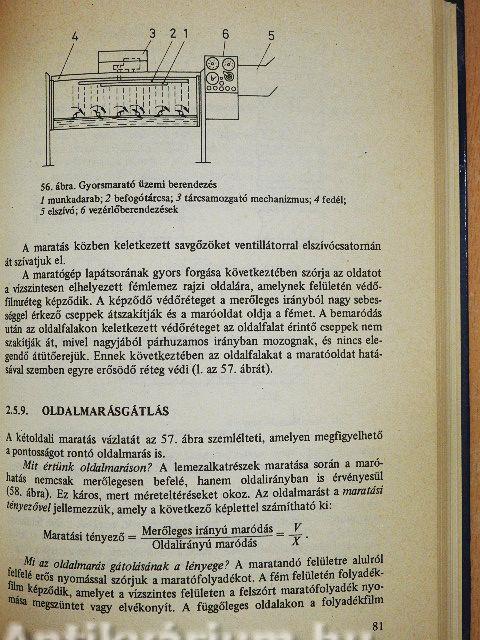 4 3 2 1 6 5
56. ábra. Gyorsmarató üzemi berendezés
1 munkadarab; 2 befogótárcsa; 3 tárcsamozgató mechanizmus; 4 fedél;
5 elszívó; 6 vezérlőberendezések
A maratás közben keletkezett savgőzöket ventillátorral elszívócsatornán
át szívatjuk el.
A maratógép lapátsorának gyors forgása következtében szórja az oldatot
a vízszintesen elhelyezett fémlemez rajzi oldalára, amelynek felületén védő-
filmréteg képződik. A képződő védőréteget a merőleges irányból nagy sebes-
séggel érkező cseppek átszakítják és a maróoldat oldja a fémet. A bemaródás
után az oldalfalakon keletkezett védőréteget az oldalfalat érintő cseppek nem
szakítják át, mivel nagyjából párhuzamos irányban mozognak, és nincs ele-
gendő átütőerejük. Ennek következtében az oldalfalakat a maratóoldat hatá-
sával szemben egyre erősödő réteg védi (l. az 57. ábrát).
2.5.9. OLDALMARÁSGÁTLÁS
A kétoldali maratás vázlatát az 57. ábra szemlélteti, amelyen megfigyelhető
a pontosságot rontó oldalmarás is.
Mit értünk oldalmaráson? A lemezalkatrészek maratása során a maró-
hatás nemcsak merőlegesen befelé, hanem oldalirányban is érvényesül
(58. ábra). Ez káros, mert méreteltéréseket okoz. Az oldalmarást a maratási
tényezővel jellemezzük, amely a következő képlettel számítható ki:
Maratási tényező = Merőleges irányú maródás / Oldalirányú maródás = V / X.
Mi az oldalmarás gátolásának a lényege? A maratandó felületre alulról
felfelé erős nyomással szórjuk a maratófolyadékot. A fém felületén folyadék-
film képződik, amelyet a vízszintes felületen a felszórt maratófolyadék nyo-
mása megszüntet vagy elvékonyít. A függőleges oldalakon a folyadékfilm
81